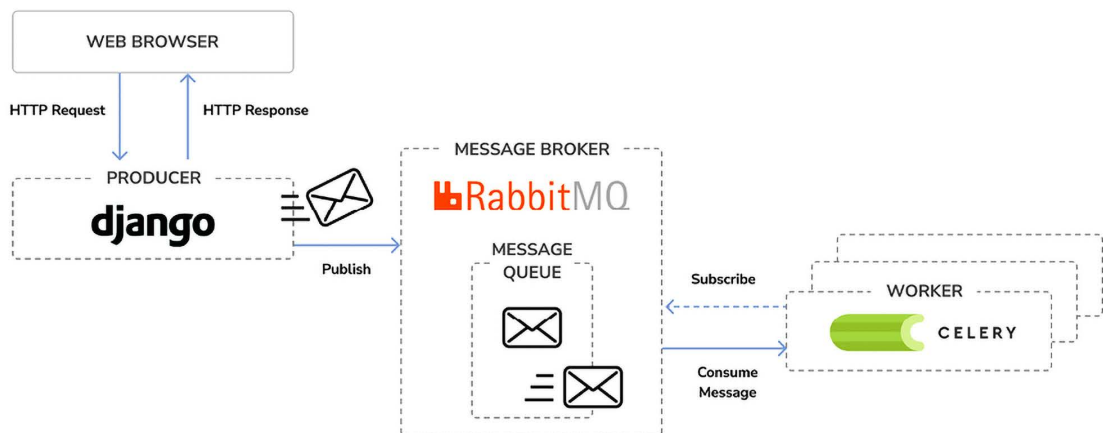 WEB BROWSER
HTTP Request
HTTP Response
PRODUCER
django
Publish
MESSAGE BROKER
RabbitMQ
MESSAGE
QUEUE
Subscribe
Consume
Message
WORKER
CELERY